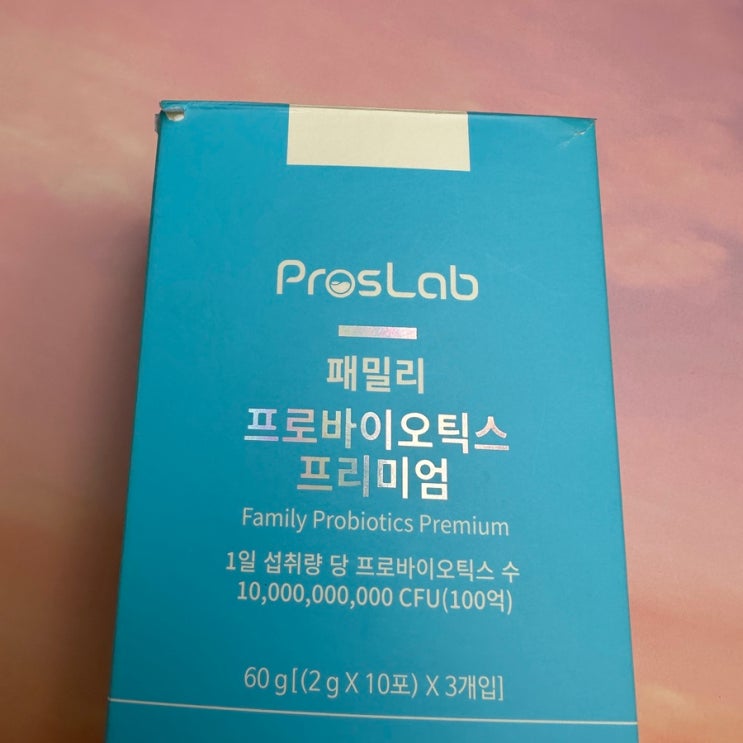 ProsLab
패밀리
프로바이오틱스
프리미엄
Family Probiotics Premium
1일 섭취량 당 프로바이오틱스 수
10,000,000,000 CFU(100억)
60 g[(2 g X 10포) X 3개입]